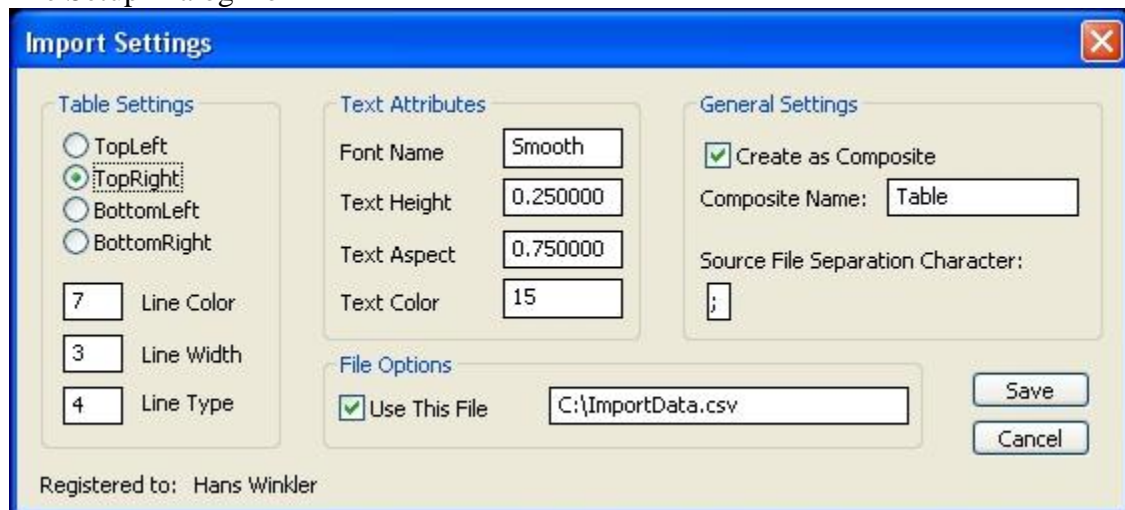 Import Settings
Table Settings
TopLeft
TopRight
BottomLeft
BottomRight
7 Line Color
3 Line Width
4 Line Type
Text Attributes
Font Name Smooth
Text Height 0.250000
Text Aspect 0.750000
Text Color 15
General Settings
Create as Composite
Composite Name: Table
Source File Separation Character:
;
File Options
Use This File C:\ImportData.csv
Save
Cancel
Registered to: Hans Winkler